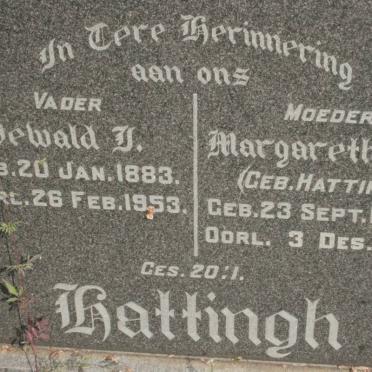 In Tere Herinnering
aan ons
Vader
ewald J.
B. 20 Jan. 1883.
RL. 26 Feb. 1953.
Moeder
Margareth
(Geb. Hattin
Geb. 23 Sept.
Oorl. 3 Des.
Ges. 20:1.
Hattingh